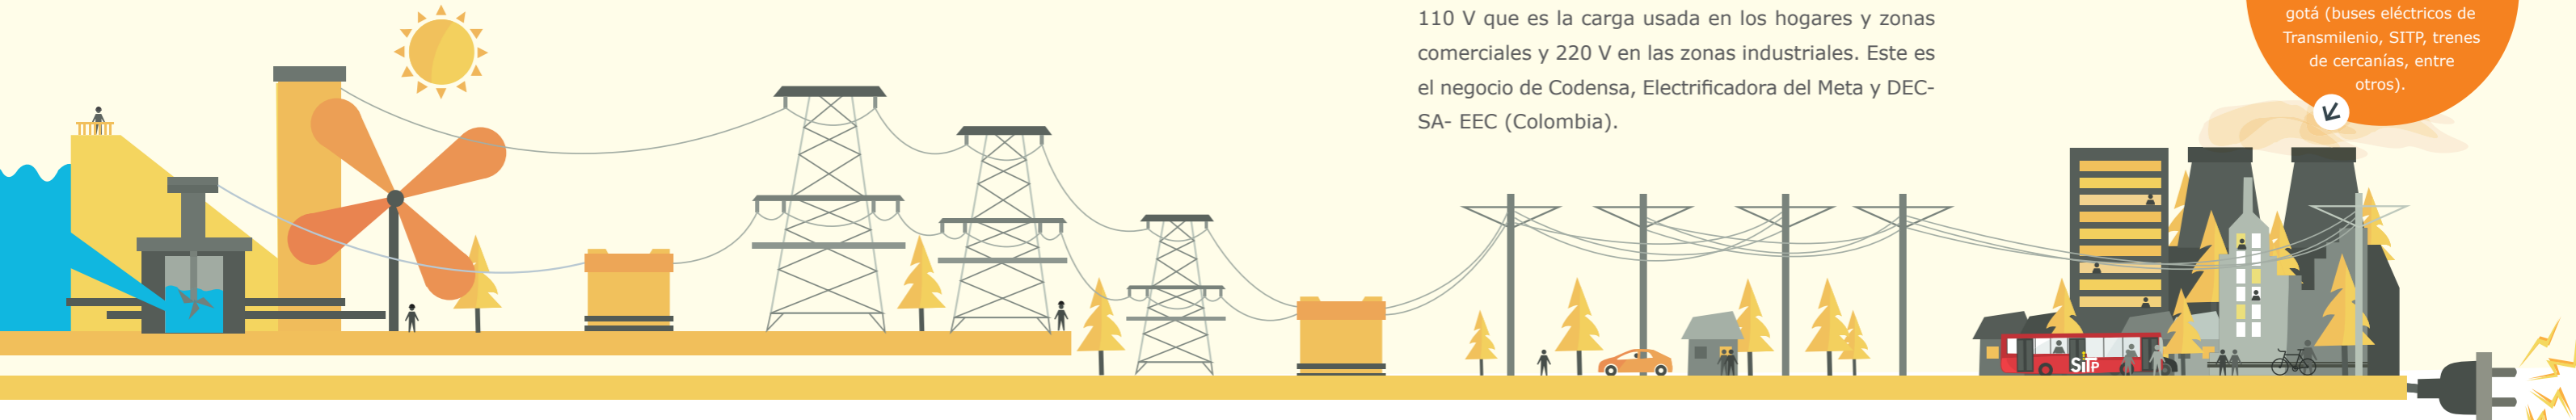 110 V que es la carga usada en los hogares y zonas
comerciales y 220 V en las zonas industriales. Este es
el negocio de Codensa, Electrificadora del Meta y DEC-
SA- EEC (Colombia).
gotá (buses eléctricos de
Transmilenio, SITP, trenes
de cercanías, entre
otros).
SiTP